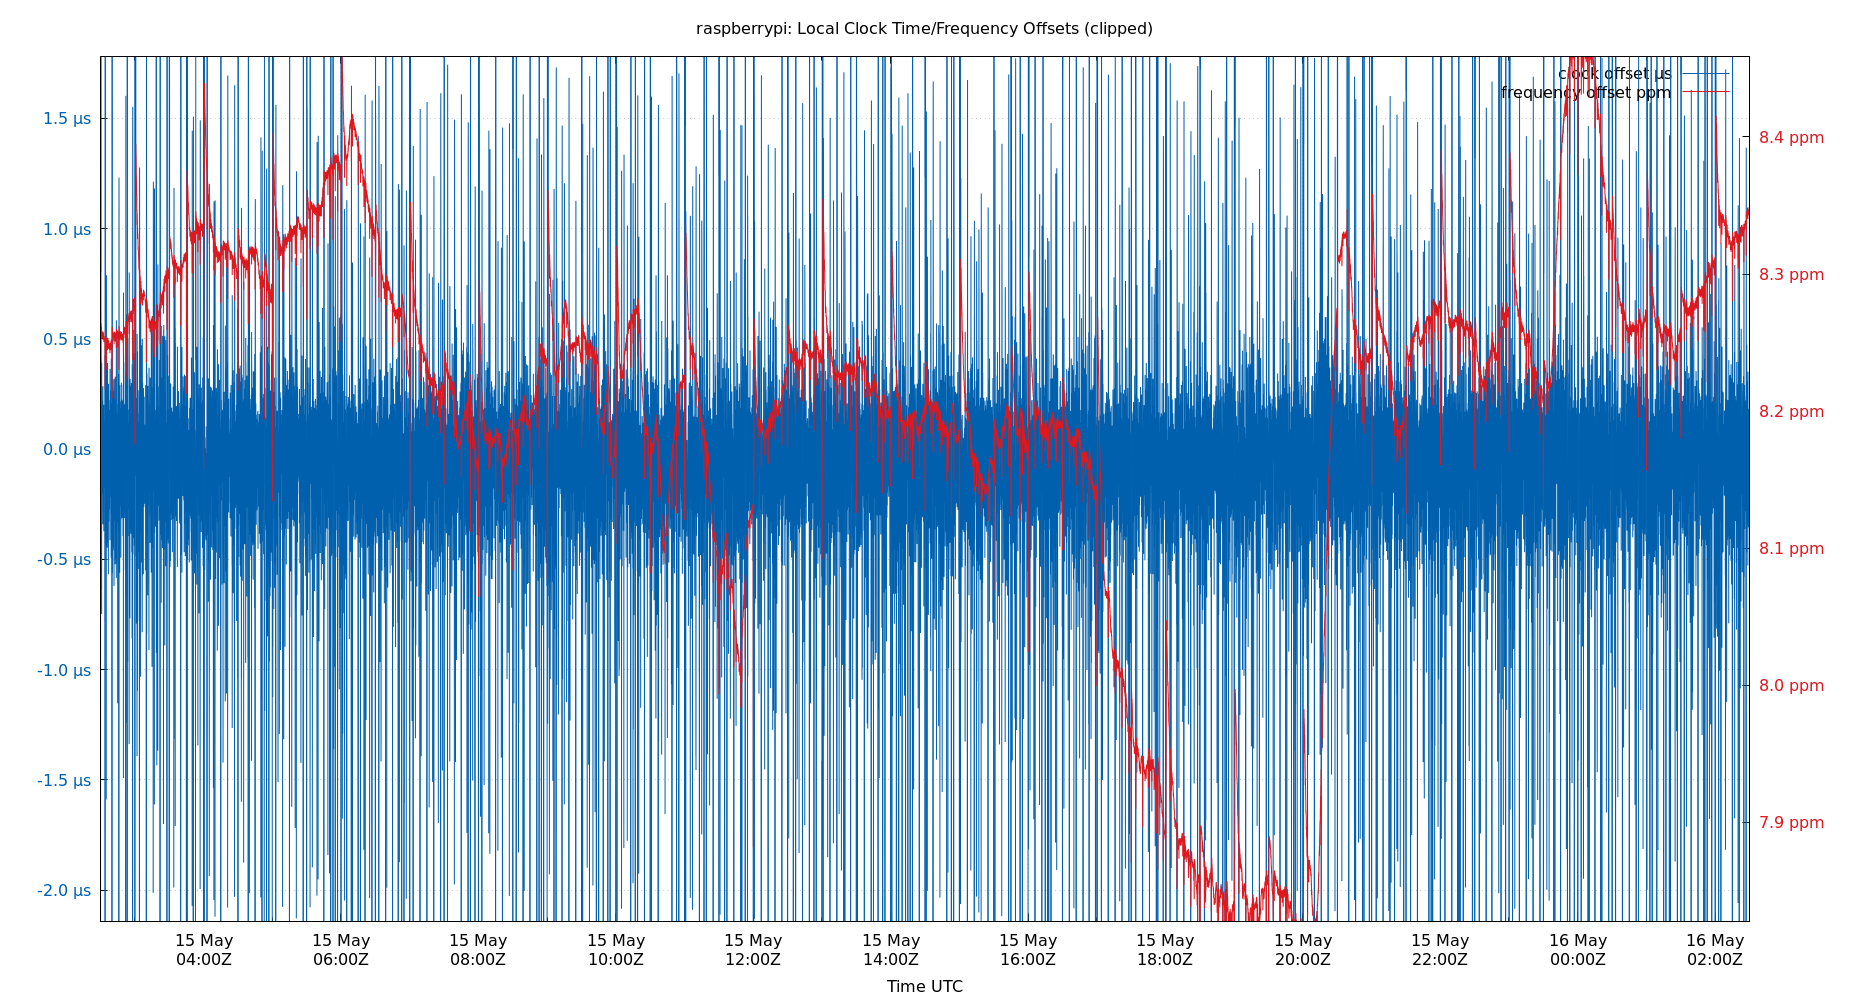 raspberrypi: Local Clock Time/Frequency Offsets (clipped)
clock offset µs
frequency offset ppm
1.5 µs
1.0 µs
0.5 µs
0.0 µs
-0.5 µs
-1.0 µs
-1.5 µs
-2.0 µs
8.4 ppm
8.3 ppm
8.2 ppm
8.1 ppm
8.0 ppm
7.9 ppm
15 May
04:00Z
15 May
06:00Z
15 May
08:00Z
15 May
10:00Z
15 May
12:00Z
15 May
14:00Z
15 May
16:00Z
15 May
18:00Z
15 May
20:00Z
15 May
22:00Z
16 May
00:00Z
16 May
02:00Z
Time UTC